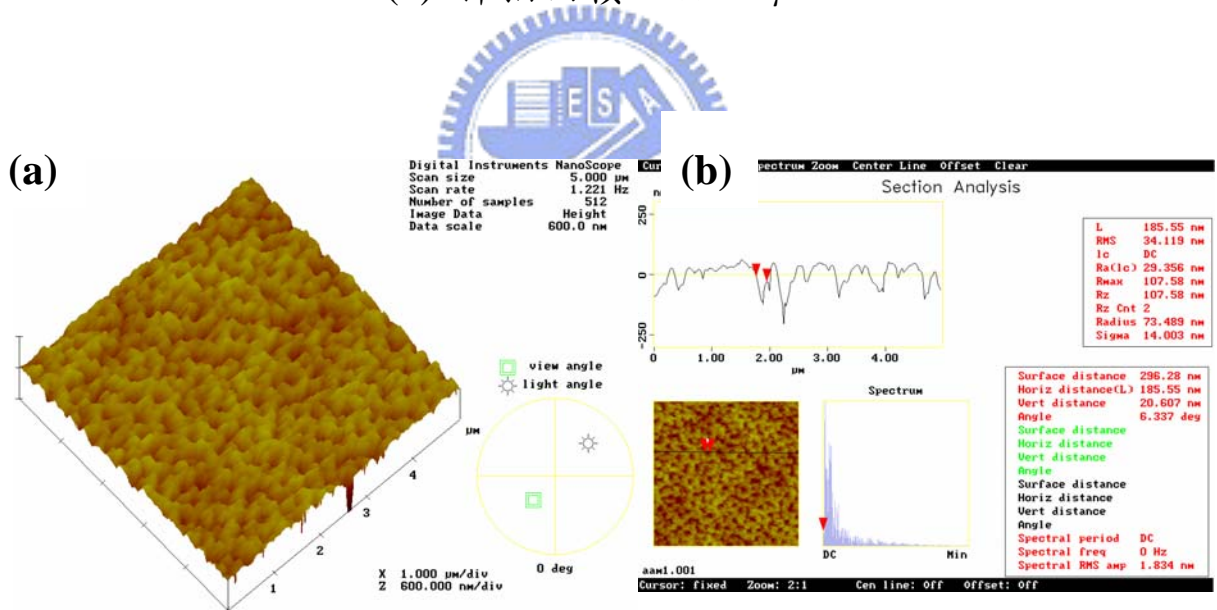 (a)
Digital Instruments NanoScope
Scan size 5.000 μm
Scan rate 1.221 Hz
Number of samples 512
Image Data Height
Data scale 600.0 nm
view angle
light angle
μm
4
3
2
1
X 1.000 μm/div
Z 600.000 nm/div
0 deg
ESA
(b)
Zoom Center Line Offset Clear
Section Analysis
250
0
-250
0 1.00 2.00 3.00 4.00
μm
L 185.55 nm
RMS 34.119 nm
lc DC
Ra(lc) 29.356 nm
Rmax 107.58 nm
Rz 107.58 nm
Rz Cnt 2
Radius 73.489 nm
Sigma 14.003 nm
Spectrum
DC Min
Surface distance 296.28 nm
Horiz distance(L) 185.55 nm
Vert distance 20.607 nm
Angle 6.337 deg
Surface distance
Horiz distance
Vert distance
Angle
Surface distance
Horiz distance
Vert distance
Angle
Spectral period DC
Spectral freq 0 Hz
Spectral RMS amp 1.834 nm
aam1.001
Cursor: fixed Zoom: 2:1 Cen line: Off Offset: Off